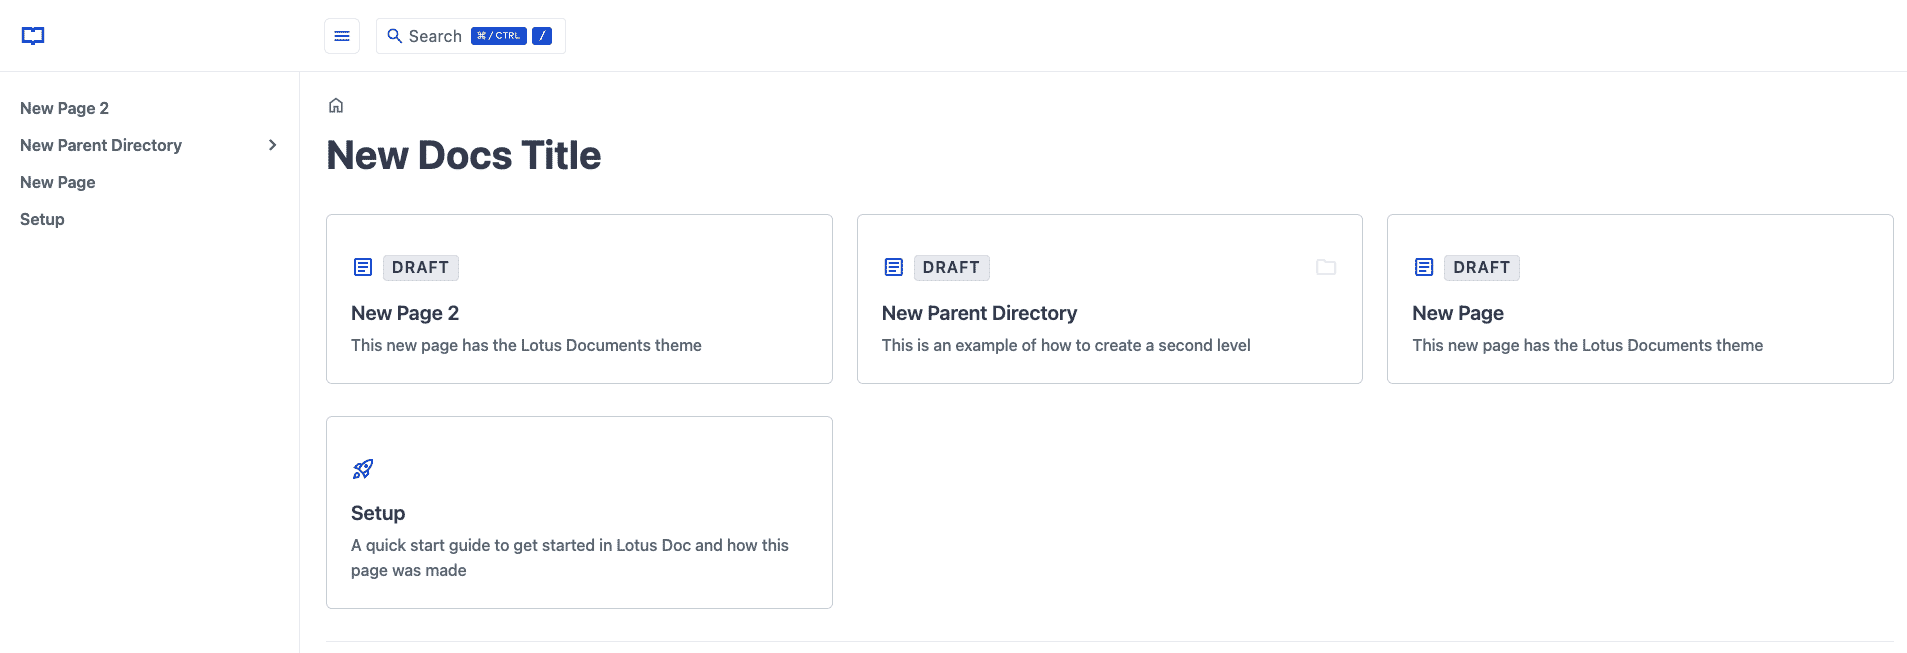 Search ⌘/CTRL /
New Page 2
New Parent Directory
New Page
Setup
New Docs Title
DRAFT
New Page 2
This new page has the Lotus Documents theme
DRAFT
New Parent Directory
This is an example of how to create a second level
DRAFT
New Page
This new page has the Lotus Documents theme
Setup
A quick start guide to get started in Lotus Doc and how this
page was made